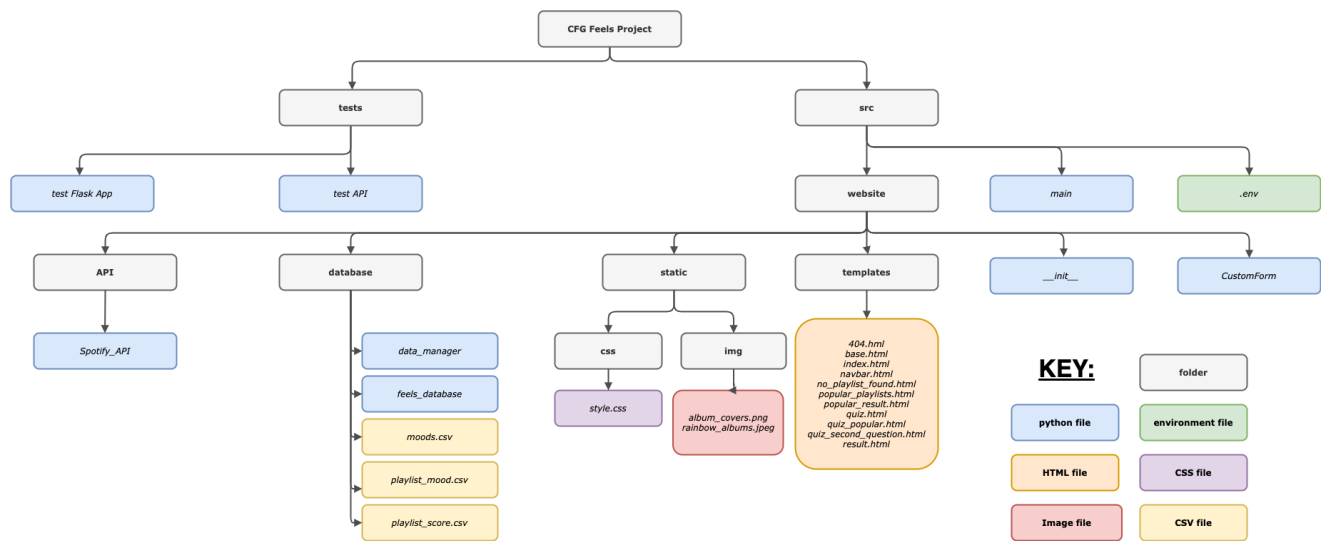 CFG Feels Project
tests
src
test Flask App
test API
website
main
.env
API
database
static
templates
__init__
CustomForm
Spotify_API
data_manager
feels_database
moods.csv
playlist_mood.csv
playlist_score.csv
css
img
style.css
album_covers.png
rainbow_albums.jpeg
404.hml
base.html
index.html
navbar.html
no_playlist_found.html
popular_playlists.html
popular_result.html
quiz.html
quiz_popular.html
quiz_second_question.html
result.html
KEY:
folder
python file
environment file
HTML file
CSS file
Image file
CSV file